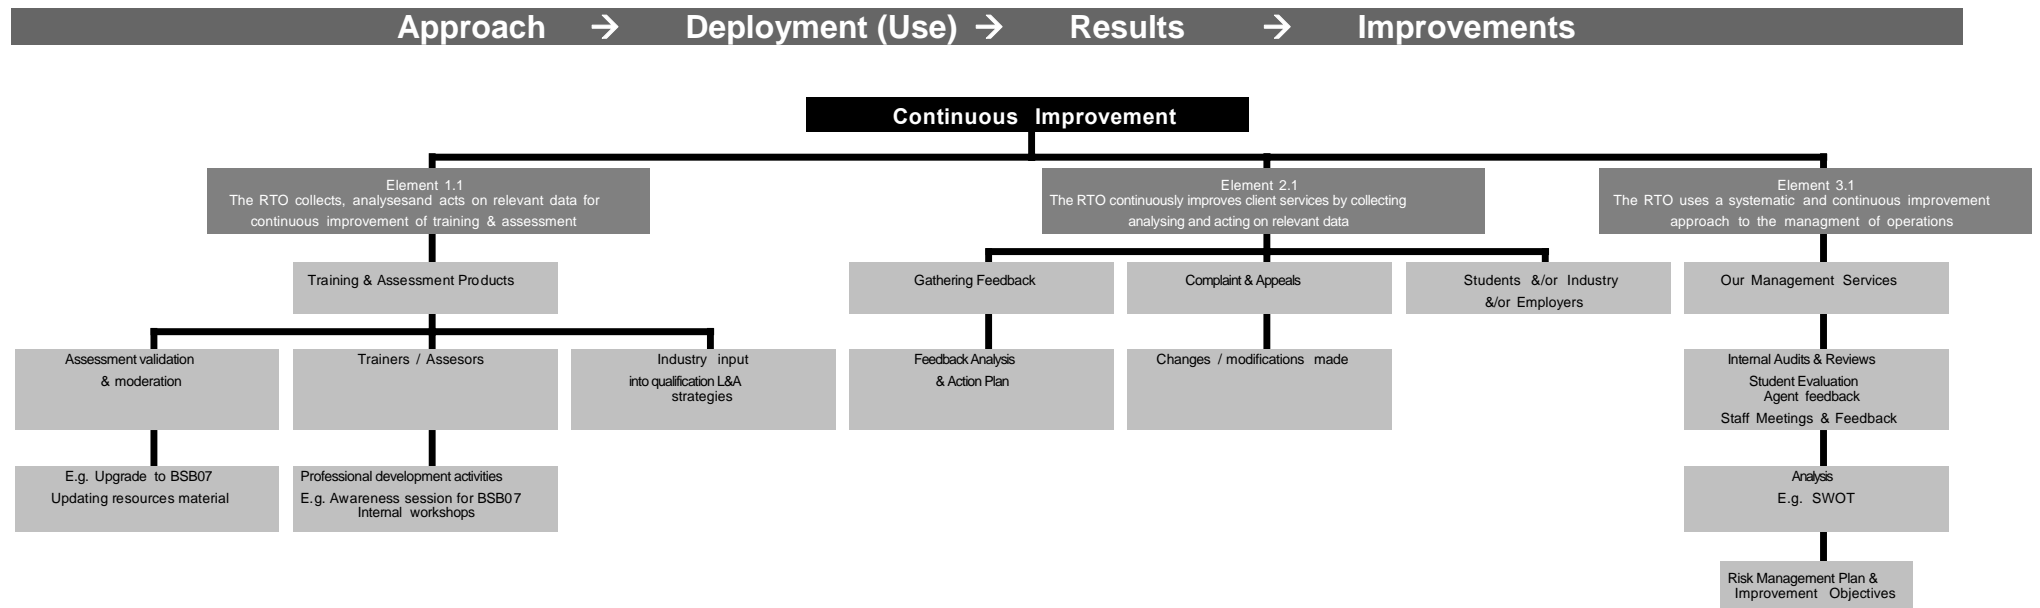 Approach → Deployment (Use) → Results → Improvements
Continuous Improvement
Element 1.1
The RTO collects, analysesand acts on relevant data for
continuous improvement of training & assessment
Element 2.1
The RTO continuously improves client services by collecting
analysing and acting on relevant data
Element 3.1
The RTO uses a systematic and continuous improvement
approach to the managment of operations
Training & Assessment Products
Gathering Feedback
Complaint & Appeals
Students &/or Industry
&/or Employers
Our Management Services
Assessment validation
& moderation
Trainers / Assesors
Industry input
into qualification L&A
strategies
Feedback Analysis
& Action Plan
Changes / modifications made
Internal Audits & Reviews
Student Evaluation
Agent feedback
Staff Meetings & Feedback
E.g. Upgrade to BSB07
Updating resources material
Professional development activities
E.g. Awareness session for BSB07
Internal workshops
Analysis
E.g. SWOT
Risk Management Plan &
Improvement Objectives